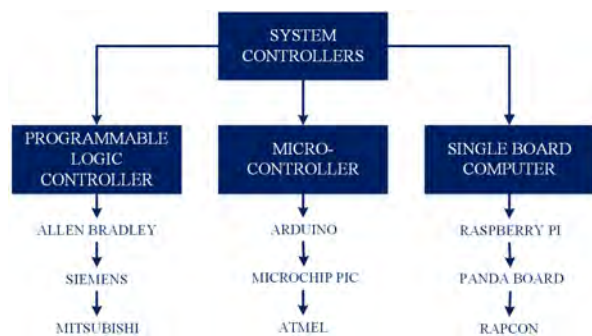 SYSTEM
CONTROLLERS
PROGRAMMABLE
LOGIC
CONTROLLER
MICRO-
CONTROLLER
SINGLE BOARD
COMPUTER
ALLEN BRADLEY
ARDUINO
RASPBERRY PI
SIEMENS
MICROCHIP PIC
PANDA BOARD
MITSUBISHI
ATMEL
RAPCON